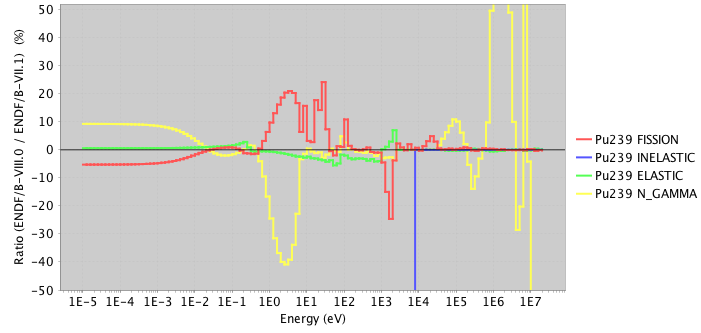 Ratio (ENDF/B-VIII.0 / ENDF/B-VII.1) (%)
50
40
30
20
10
0
-10
-20
-30
-40
-50
1E-5 1E-4 1E-3 1E-2 1E-1 1E0 1E1 1E2 1E3 1E4 1E5 1E6 1E7
Energy (eV)
Pu239 FISSION
Pu239 INELASTIC
Pu239 ELASTIC
Pu239 N_GAMMA